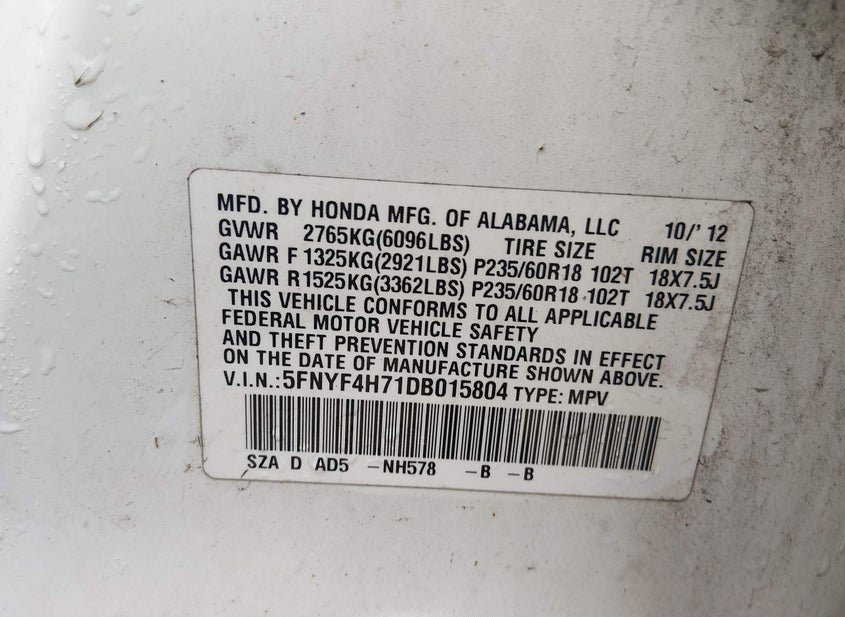 MFD. BY HONDA MFG. OF ALABAMA, LLC 10/'12
GVWR 2765KG(6096LBS) TIRE SIZE RIM SIZE
GAWR F 1325KG(2921LBS) P235/60R18 102T 18X7.5J
GAWR R 1525KG(3362LBS) P235/60R18 102T 18X7.5J
THIS VEHICLE CONFORMS TO ALL APPLICABLE
FEDERAL MOTOR VEHICLE SAFETY
AND THEFT PREVENTION STANDARDS IN EFFECT
ON THE DATE OF MANUFACTURE SHOWN ABOVE.
V.I.N.:5FNYF4H71DB015804 TYPE: MPV
SZA D AD5 -NH578 -B -B